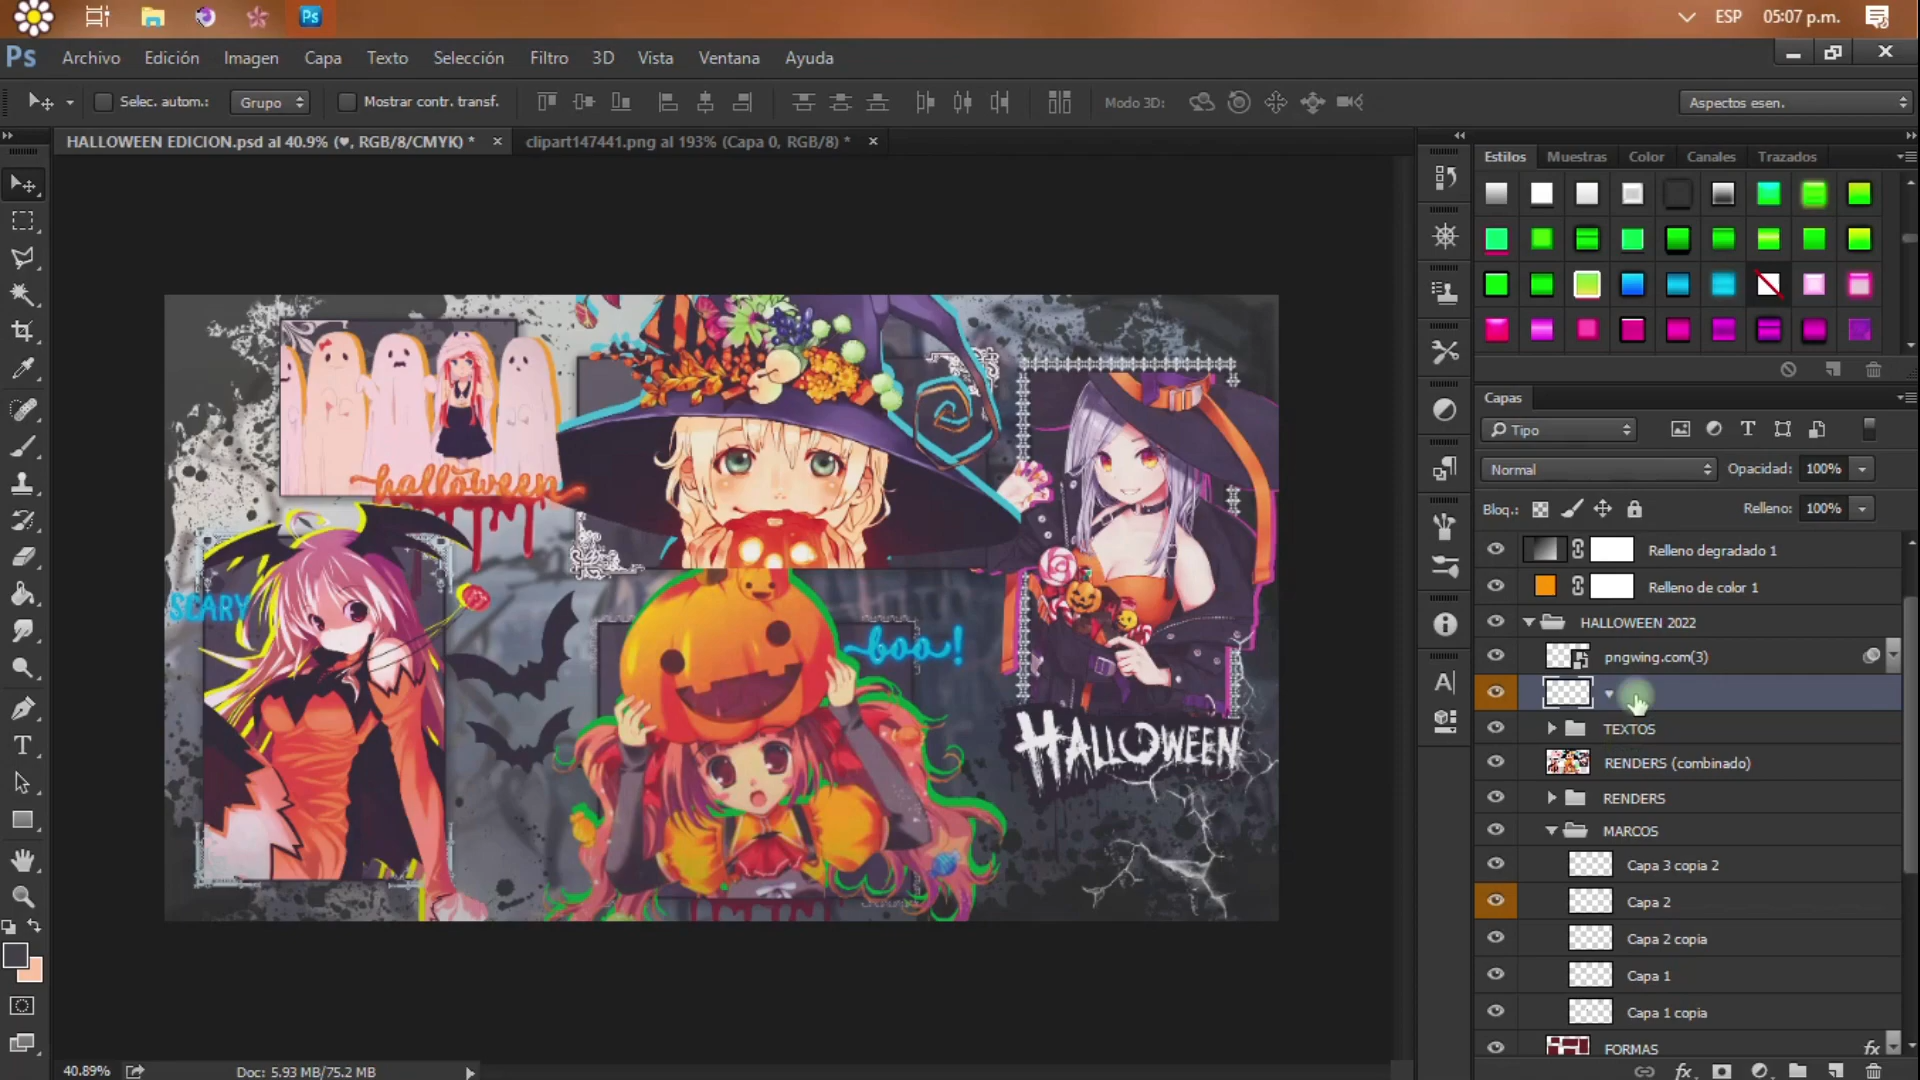 Ps
ESP 05:07 p.m.
Ps Archivo Edición Imagen Capa Texto Selección Filtro 3D Vista Ventana Ayuda
Selec. autom.: Grupo Mostrar contr. transf. Modo 3D: Aspectos esen.
HALLOWEEN EDICION.psd al 40.9% (♥, RGB/8/CMYK) * × clipart147441.png al 193% (Capa 0, RGB/8) * ×
Estilos Muestras Color Canales Trazados
Capas
Tipo
Normal Opacidad: 100%
Bloq.: Relleno: 100%
Relleno degradado 1
Relleno de color 1
HALLOWEEN 2022
pngwing.com(3)
♥
TEXTOS
RENDERS (combinado)
RENDERS
MARCOS
Capa 3 copia 2
Capa 2
Capa 2 copia
Capa 1
Capa 1 copia
FORMAS fx
fx
halloween
SCARY
boo!
HALLOWEEN
40.89% Doc: 5.93 MB/75.2 MB